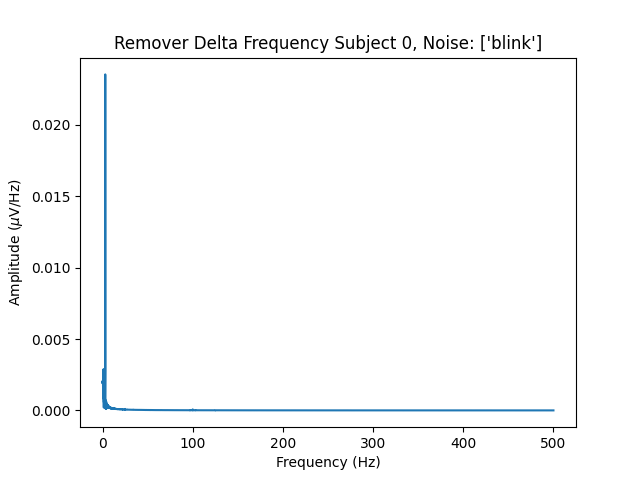 Remover Delta Frequency Subject 0, Noise: ['blink']
0.020
0.015
0.010
0.005
0.000
Amplitude (μV/Hz)
0 100 200 300 400 500
Frequency (Hz)